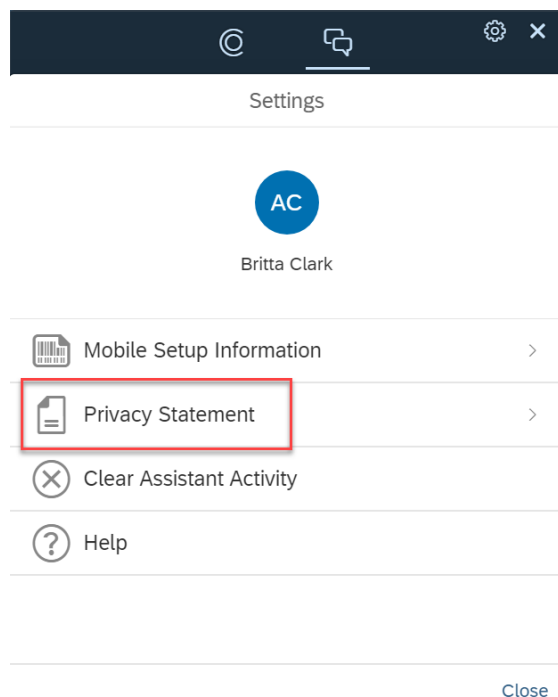 Settings
AC
Britta Clark
Mobile Setup Information
Privacy Statement
Clear Assistant Activity
Help
Close